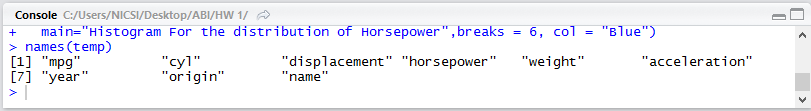 Console C:/Users/NICSI/Desktop/ABI/HW 1/
+ main="Histogram For the distribution of Horsepower",breaks = 6, col = "Blue")
> names(temp)
[1] "mpg" "cyl" "displacement" "horsepower" "weight" "acceleration"
[7] "year" "origin" "name"
>